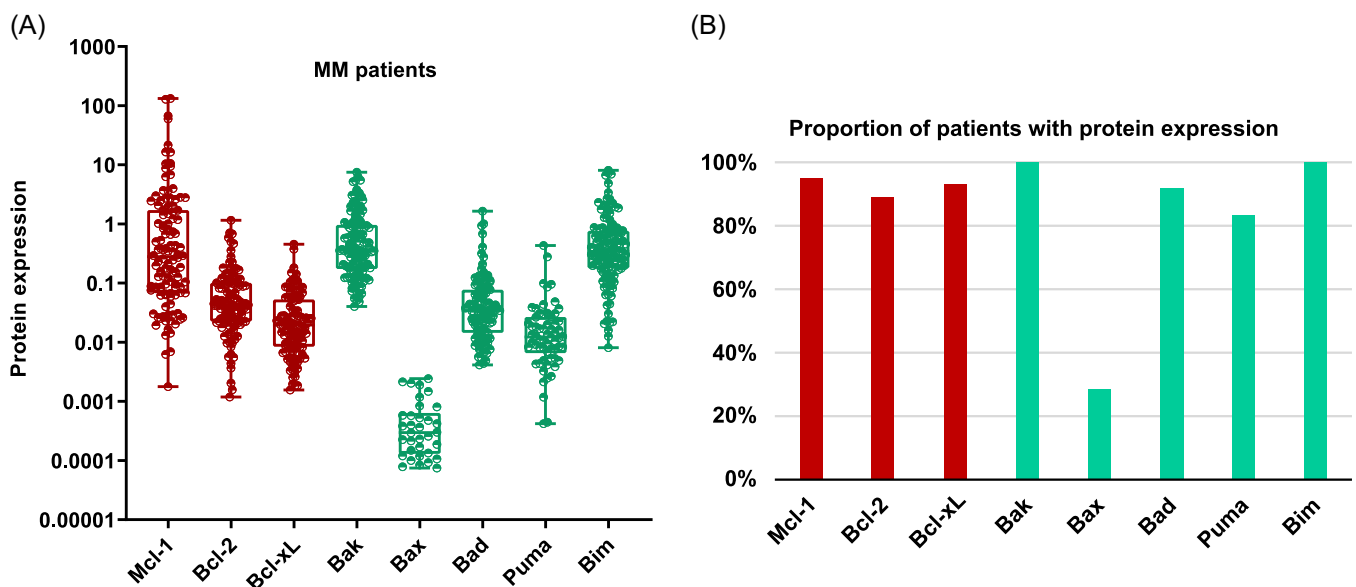 (A)
MM patients
Protein expression
1000
100
10
1
0.1
0.01
0.001
0.0001
0.00001
Mcl-1
Bcl-2
Bcl-xL
Bak
Bax
Bad
Puma
Bim
(B)
Proportion of patients with protein expression
100%
80%
60%
40%
20%
0%
Mcl-1
Bcl-2
Bcl-xL
Bak
Bax
Bad
Puma
Bim